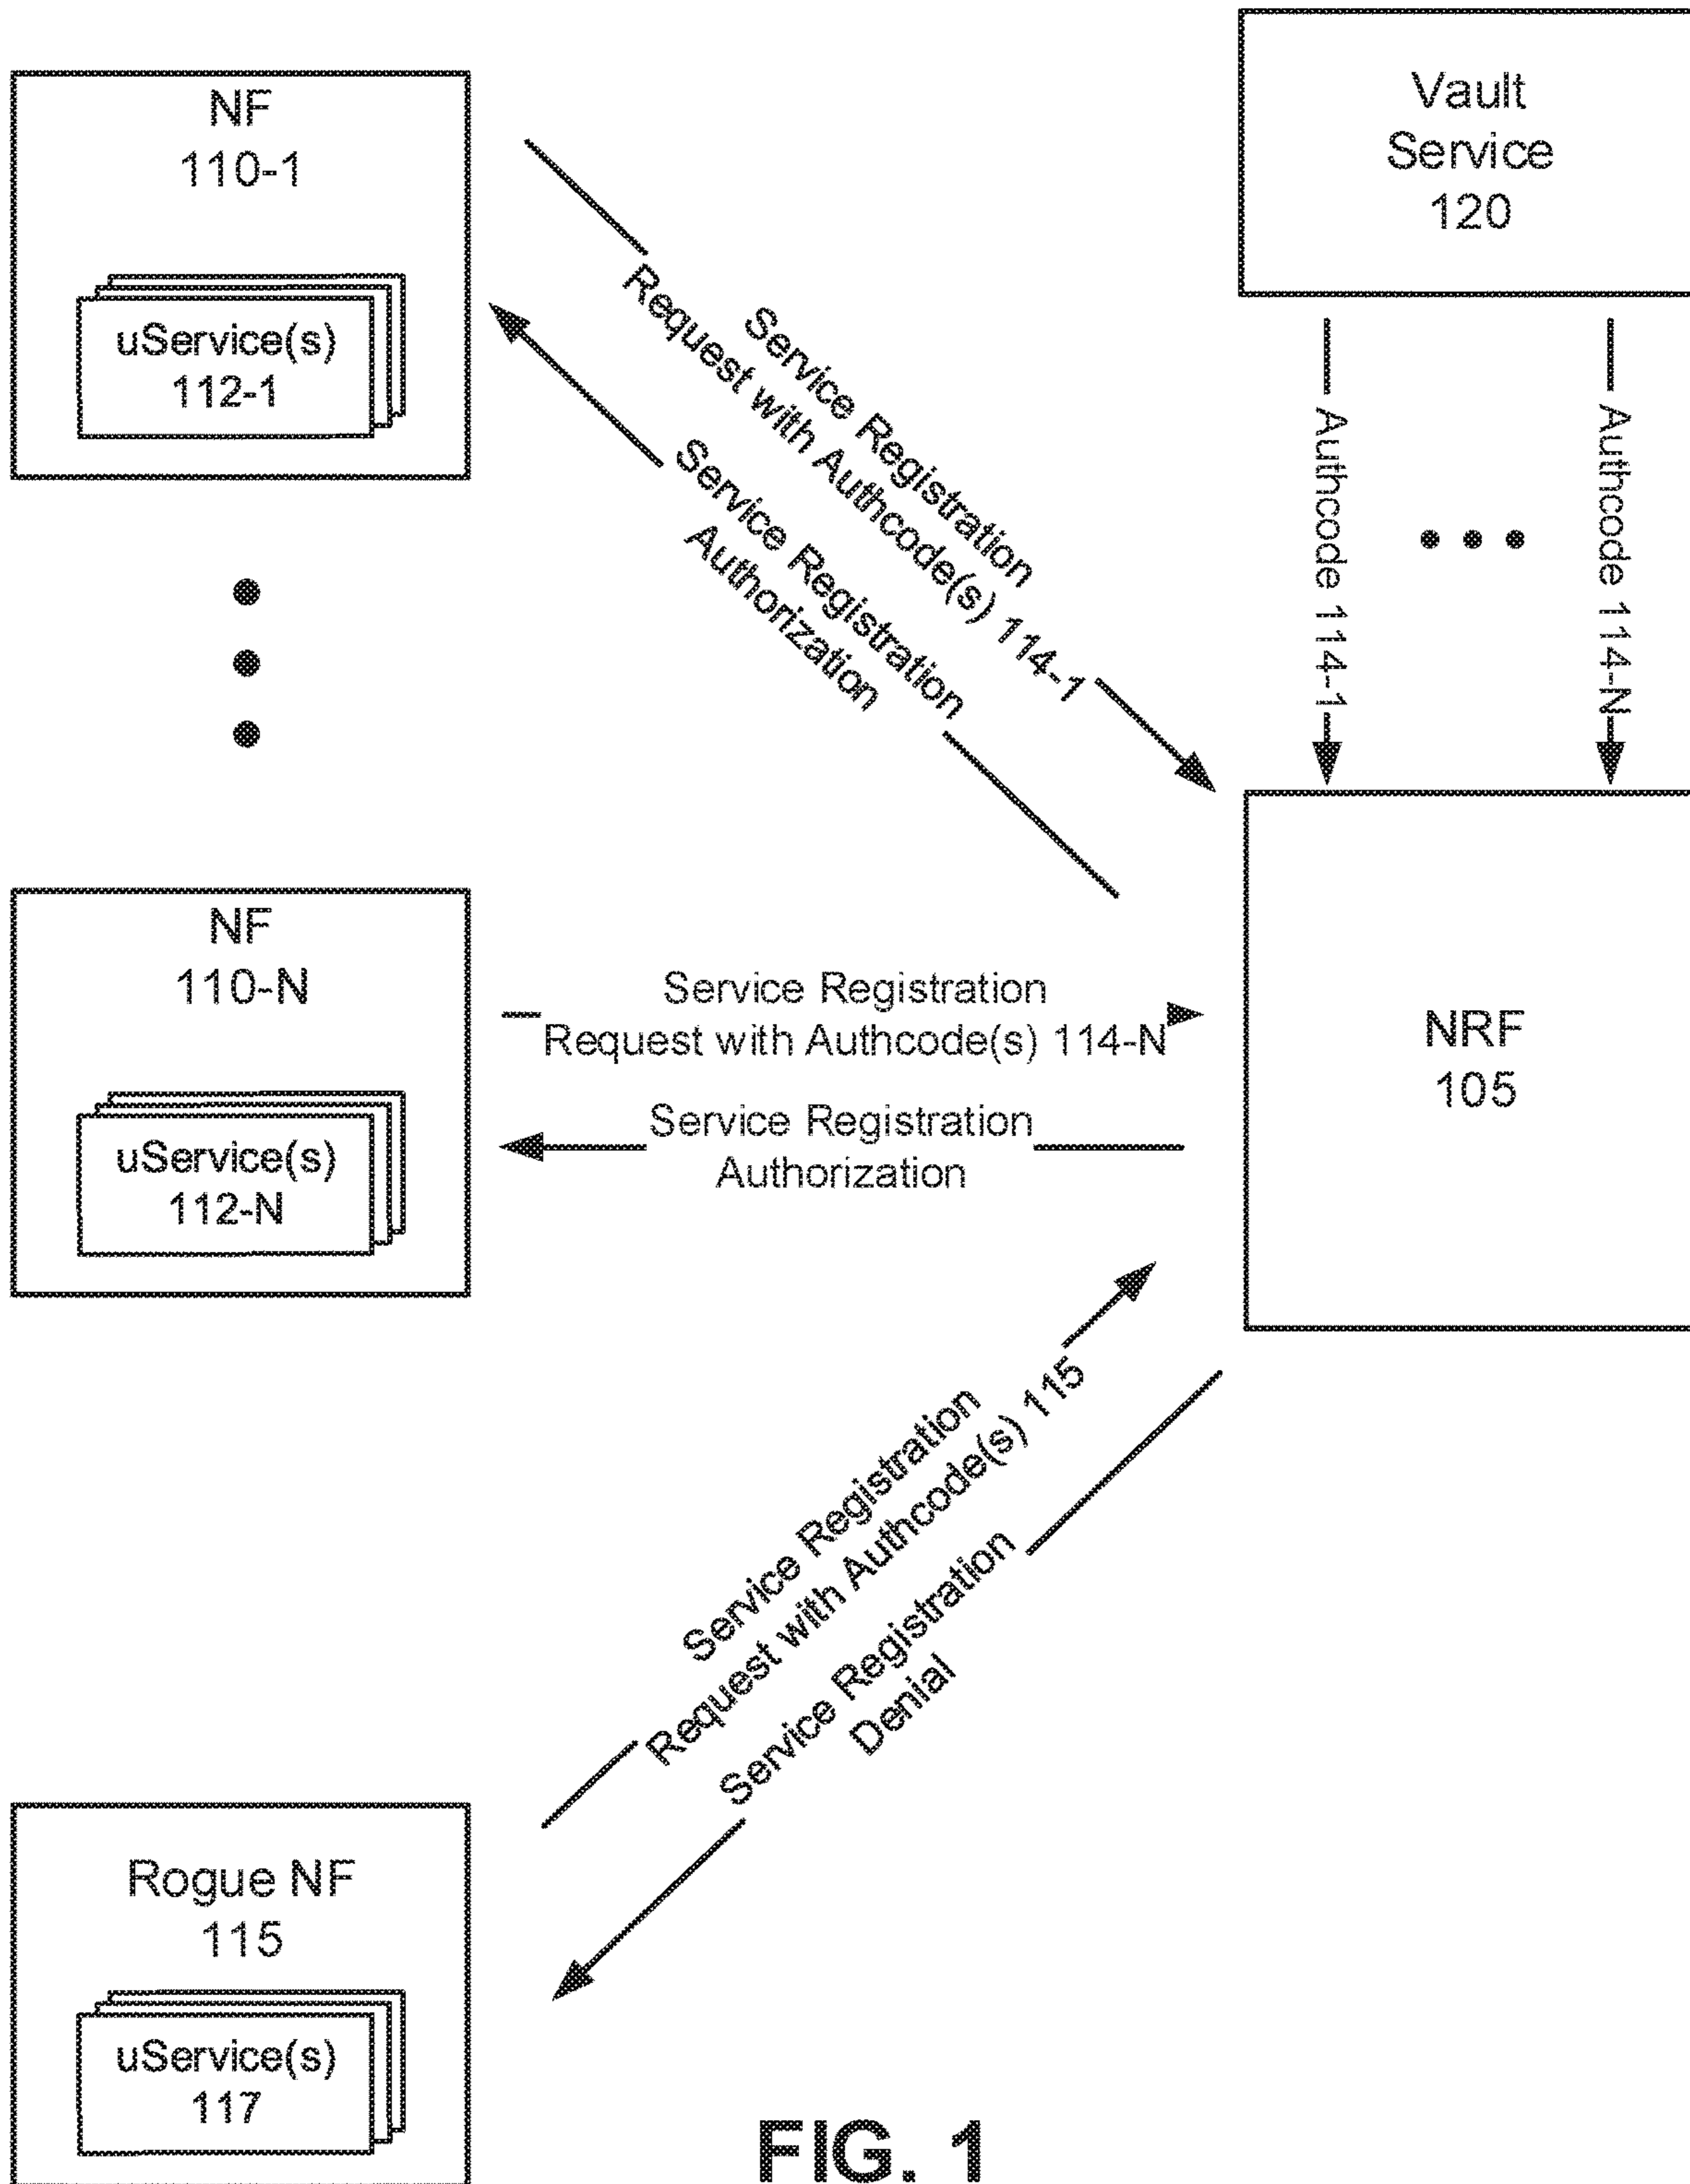 NF
110-1
uService(s)
112-1
Vault
Service
120
Service Registration
Request with Authcode(s) 114-1
Service Registration
Authorization
Authcode 114-1
Authcode 114-N
NF
110-N
uService(s)
112-N
Service Registration
Request with Authcode(s) 114-N
Service Registration
Authorization
NRF
105
Service Registration
Request with Authcode(s) 115
Service Registration
Denial
Rogue NF
115
uService(s)
117
FIG. 1